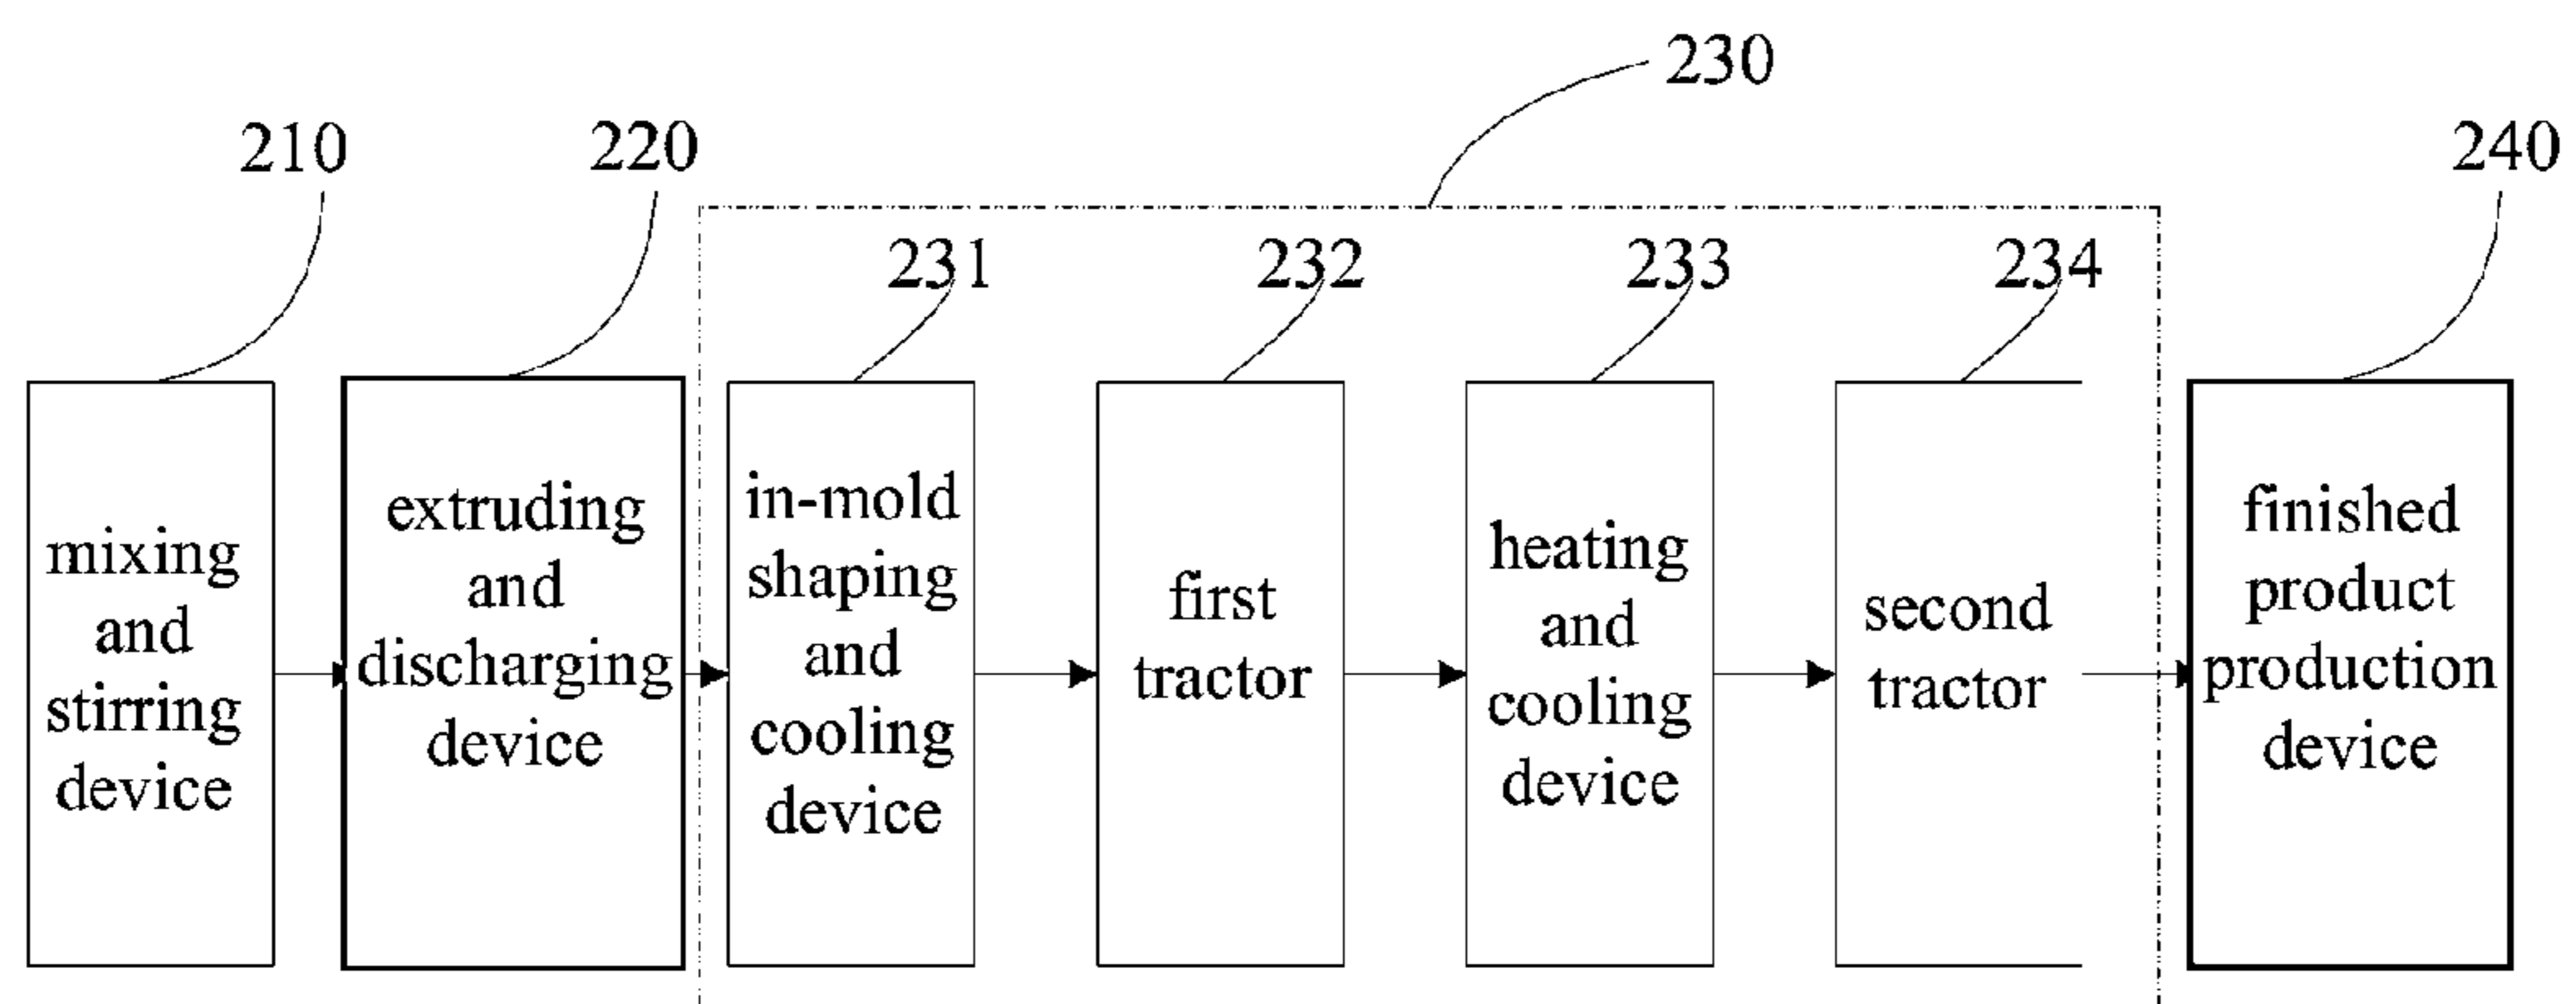 230
210
220
240
231
232
233
234
mixing
and
stirring
device
extruding
and
discharging
device
in-mold
shaping
and
cooling
device
first
tractor
heating
and
cooling
device
second
tractor
finished
product
production
device